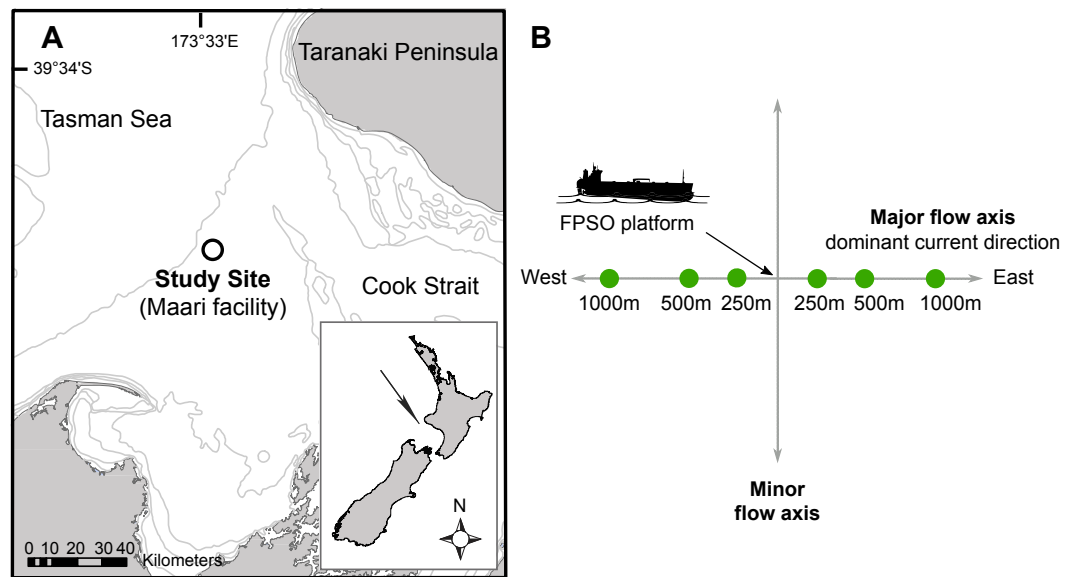 A
173°33'E
Taranaki Peninsula
39°34'S
Tasman Sea
Study Site
(Maari facility)
Cook Strait
N
0 10 20 30 40 Kilometers
B
FPSO platform
Major flow axis
dominant current direction
West
East
1000m 500m 250m 250m 500m 1000m
Minor
flow axis